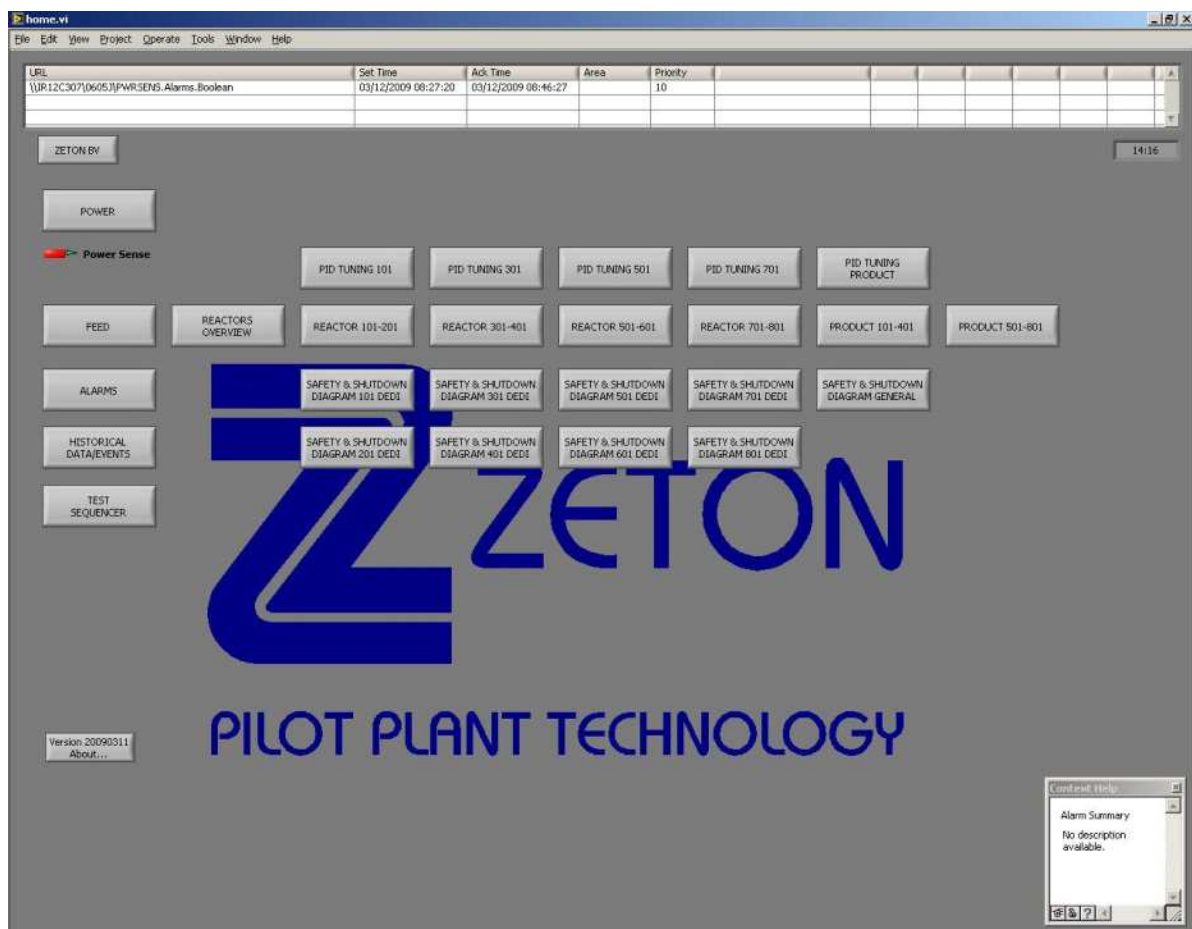 home.vi
File Edit View Project Operate Tools Window Help
URL Set Time Ack Time Area Priority
\\IR12C307\0605J\PWRSENS.Alarms.Boolean 03/12/2009 08:27:20 03/12/2009 08:46:27 10
ZETON BV
14:16
POWER
Power Sense
PID TUNING 101
PID TUNING 301
PID TUNING 501
PID TUNING 701
PID TUNING
PRODUCT
FEED
REACTORS
OVERVIEW
REACTOR 101-201
REACTOR 301-401
REACTOR 501-601
REACTOR 701-801
PRODUCT 101-401
PRODUCT 501-801
ALARMS
SAFETY & SHUTDOWN
DIAGRAM 101 DEDI
SAFETY & SHUTDOWN
DIAGRAM 301 DEDI
SAFETY & SHUTDOWN
DIAGRAM 501 DEDI
SAFETY & SHUTDOWN
DIAGRAM 701 DEDI
SAFETY & SHUTDOWN
DIAGRAM GENERAL
HISTORICAL
DATA/EVENTS
SAFETY & SHUTDOWN
DIAGRAM 201 DEDI
SAFETY & SHUTDOWN
DIAGRAM 401 DEDI
SAFETY & SHUTDOWN
DIAGRAM 601 DEDI
SAFETY & SHUTDOWN
DIAGRAM 801 DEDI
TEST
SEQUENCER
ZETON
PILOT PLANT TECHNOLOGY
Version 20090311
About...
Context Help
Alarm Summary
No description
available.